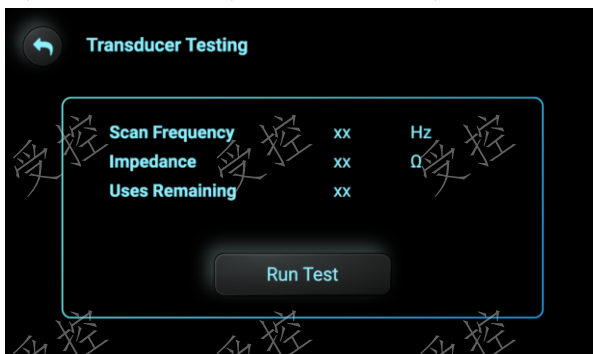 Transducer Testing
受控 受控 受控
Scan Frequency xx Hz
Impedance xx Ω
Uses Remaining xx
Run Test
受控 受控 受控